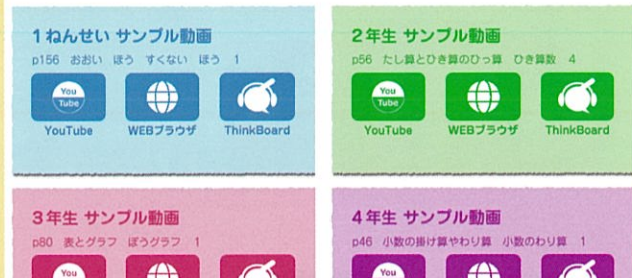 1ねんせい サンプル動画
p156 おおい ほう すくない ほう 1
You Tube
YouTube WEBブラウザ ThinkBoard
2年生 サンプル動画
p56 たし算とひき算のひっ算 ひき算数 4
You Tube
YouTube WEBブラウザ ThinkBoard
3年生 サンプル動画
p80 表とグラフ ぼうグラフ 1
You
4年生 サンプル動画
p46 小数の掛け算やわり算 小数のわり算 1
You